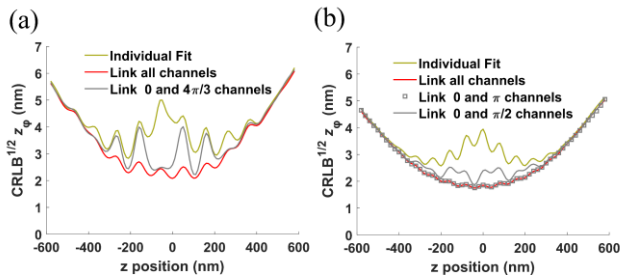 (a)
7
6
5
4
3
2
1
0
CRLB1/2 zφ (nm)
Individual Fit
Link all channels
Link 0 and 4π/3 channels
-600 -400 -200 0 200 400 600
z position (nm)
(b)
7
6
5
4
3
2
1
0
CRLB1/2 zφ (nm)
Individual Fit
Link all channels
Link 0 and π channels
Link 0 and π/2 channels
-600 -400 -200 0 200 400 600
z position (nm)